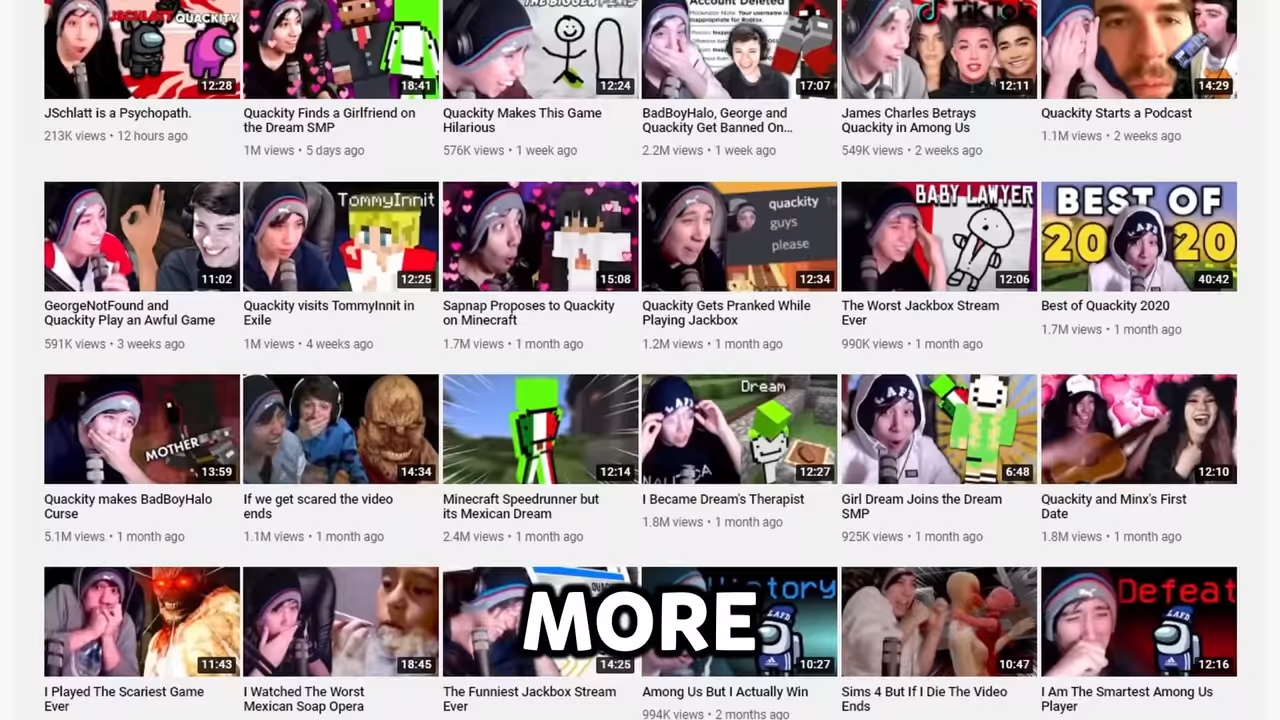 JSCHLATT QUACKITY
THE BIGGER PENIS
Account Deleted
TikTok
12:28
18:41
12:24
17:07
12:11
14:29
JSchlatt is a Psychopath.
213K views • 12 hours ago
Quackity Finds a Girlfriend on
the Dream SMP
1M views • 5 days ago
Quackity Makes This Game
Hilarious
576K views • 1 week ago
BadBoyHalo, George and
Quackity Get Banned On...
2.2M views • 1 week ago
James Charles Betrays
Quackity in Among Us
549K views • 2 weeks ago
Quackity Starts a Podcast
1.1M views • 2 weeks ago
TommyInnit
quackity
guys
please
BABY LAWYER
BEST OF
20 20
LAFD
11:02
12:25
15:08
12:34
12:06
40:42
GeorgeNotFound and
Quackity Play an Awful Game
591K views • 3 weeks ago
Quackity visits TommyInnit in
Exile
1M views • 4 weeks ago
Sapnap Proposes to Quackity
on Minecraft
1.7M views • 1 month ago
Quackity Gets Pranked While
Playing Jackbox
1.2M views • 1 month ago
The Worst Jackbox Stream
Ever
990K views • 1 month ago
Best of Quackity 2020
1.7M views • 1 month ago
MOTHER
Dream
LAFD
LAFD
13:59
14:34
12:14
12:27
6:48
12:10
Quackity makes BadBoyHalo
Curse
5.1M views • 1 month ago
If we get scared the video
ends
1.1M views • 1 month ago
Minecraft Speedrunner but
its Mexican Dream
2.4M views • 1 month ago
I Became Dream's Therapist
1.8M views • 1 month ago
Girl Dream Joins the Dream
SMP
925K views • 1 month ago
Quackity and Minx's First
Date
1.8M views • 1 month ago
MORE
Defeat
LAFD
LAFD
11:43
18:45
14:25
10:27
10:47
12:16
I Played The Scariest Game
Ever
I Watched The Worst
Mexican Soap Opera
The Funniest Jackbox Stream
Ever
Among Us But I Actually Win
994K views • 2 months ago
Sims 4 But If I Die The Video
Ends
I Am The Smartest Among Us
Player